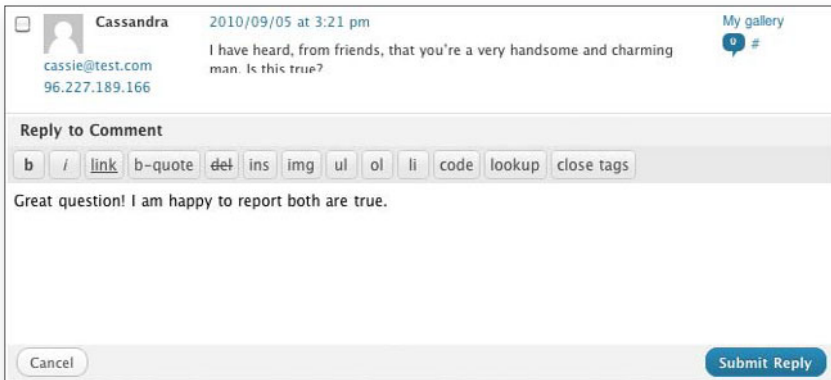 Cassandra
2010/09/05 at 3:21 pm
My gallery
I have heard, from friends, that you're a very handsome and charming
man. Is this true?
0 #
cassie@test.com
96.227.189.166
Reply to Comment
b i link b-quote del ins img ul ol li code lookup close tags
Great question! I am happy to report both are true.
Cancel
Submit Reply